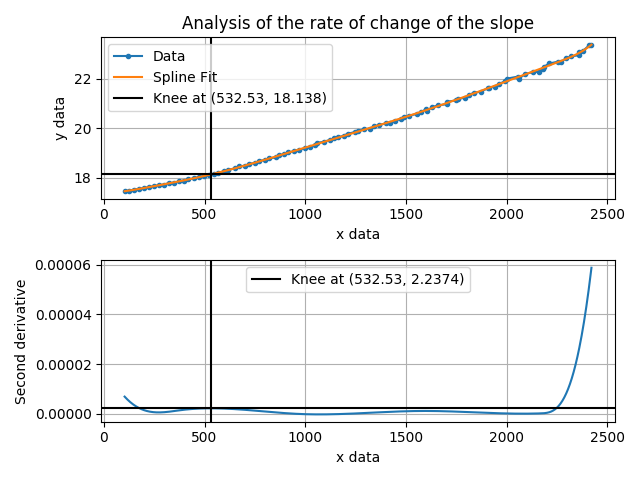 Analysis of the rate of change of the slope
Data
Spline Fit
Knee at (532.53, 18.138)
y data
22
20
18
0 500 1000 1500 2000 2500
x data
Knee at (532.53, 2.2374)
Second derivative
0.00006
0.00004
0.00002
0.00000
0 500 1000 1500 2000 2500
x data